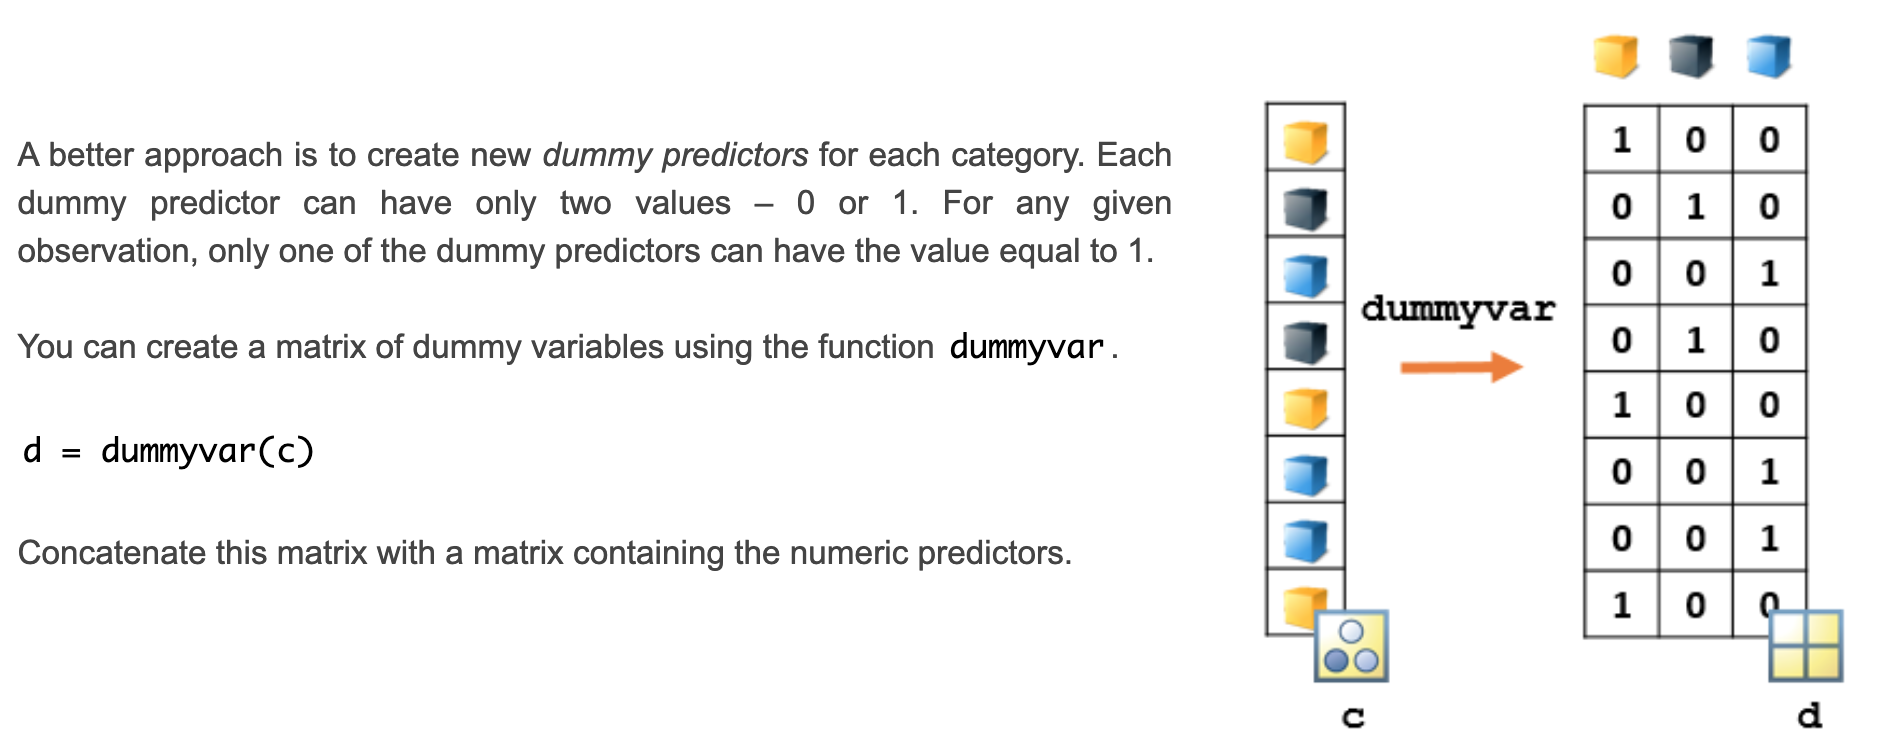 A better approach is to create new dummy predictors for each category. Each
dummy predictor can have only two values – 0 or 1. For any given
observation, only one of the dummy predictors can have the value equal to 1.
You can create a matrix of dummy variables using the function dummyvar.
d = dummyvar(c)
Concatenate this matrix with a matrix containing the numeric predictors.
dummyvar
c
1 0 0
0 1 0
0 0 1
0 1 0
1 0 0
0 0 1
0 0 1
1 0 0
d